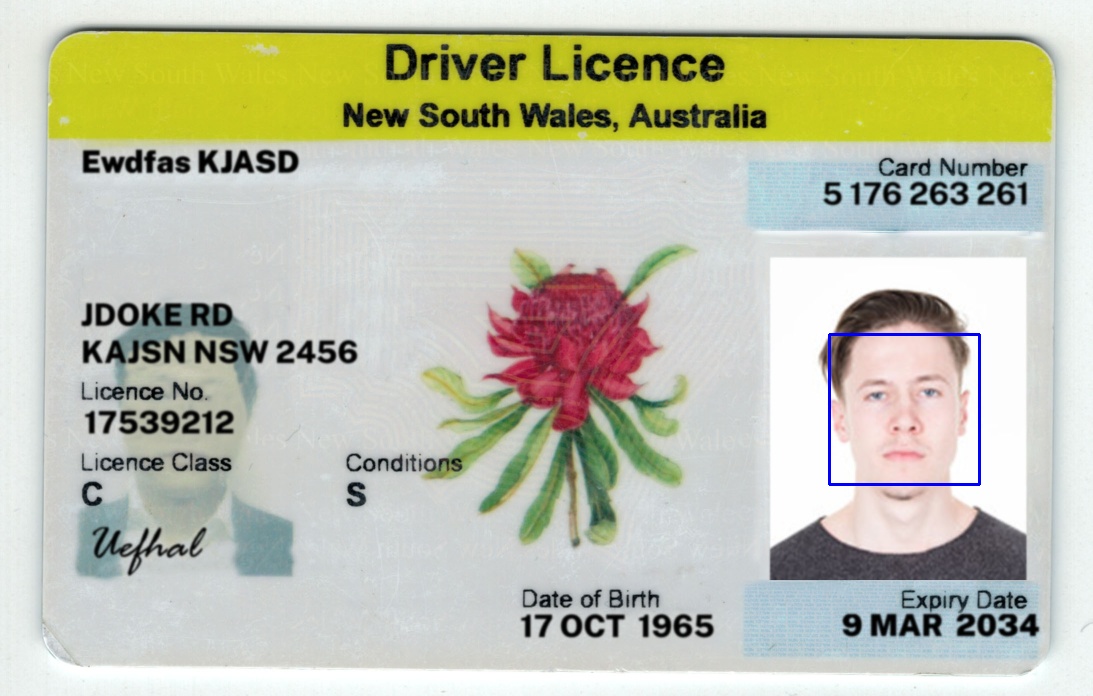 Driver Licence
New South Wales, Australia
Ewdfas KJASD
Card Number
5 176 263 261
JDOKE RD
KAJSN NSW 2456
Licence No.
17539212
Licence Class
C
Conditions
S
Uefhal
Date of Birth
17 OCT 1965
Expiry Date
9 MAR 2034